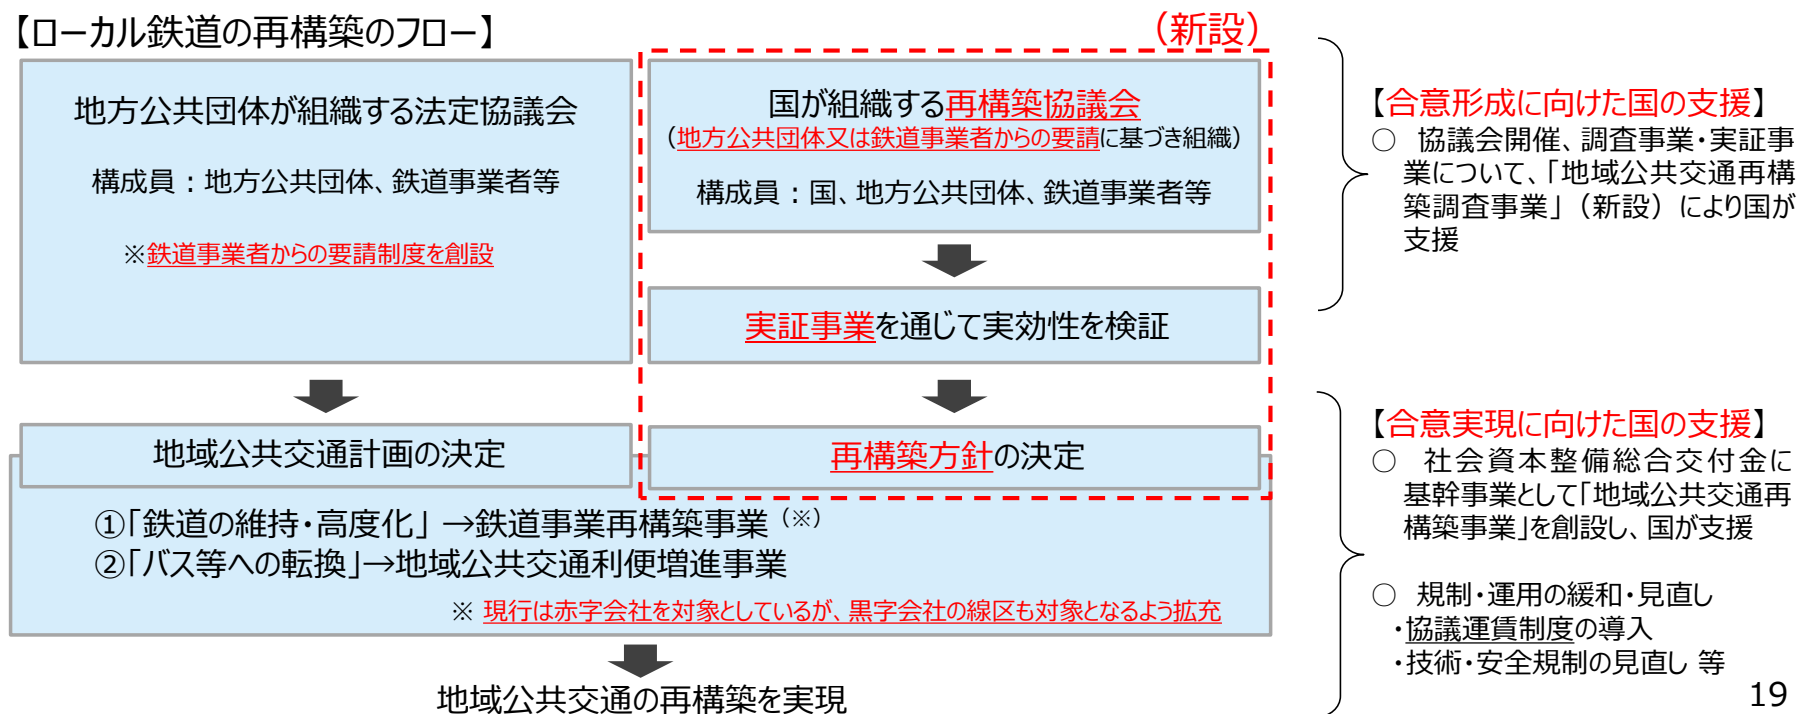 【ローカル鉄道の再構築のフロー】
（新設）
地方公共団体が組織する法定協議会
構成員：地方公共団体、鉄道事業者等
※鉄道事業者からの要請制度を創設
国が組織する再構築協議会
（地方公共団体又は鉄道事業者からの要請に基づき組織）
構成員：国、地方公共団体、鉄道事業者等
実証事業を通じて実効性を検証
地域公共交通計画の決定
再構築方針の決定
①「鉄道の維持・高度化」→鉄道事業再構築事業（※）
②「バス等への転換」→地域公共交通利便増進事業
※ 現行は赤字会社を対象としているが、黒字会社の線区も対象となるよう拡充
地域公共交通の再構築を実現
【合意形成に向けた国の支援】
○ 協議会開催、調査事業・実証事
業について、「地域公共交通再構
築調査事業」（新設）により国が
支援
【合意実現に向けた国の支援】
○ 社会資本整備総合交付金に
基幹事業として「地域公共交通再
構築事業」を創設し、国が支援
○ 規制・運用の緩和・見直し
・協議運賃制度の導入
・技術・安全規制の見直し 等
19